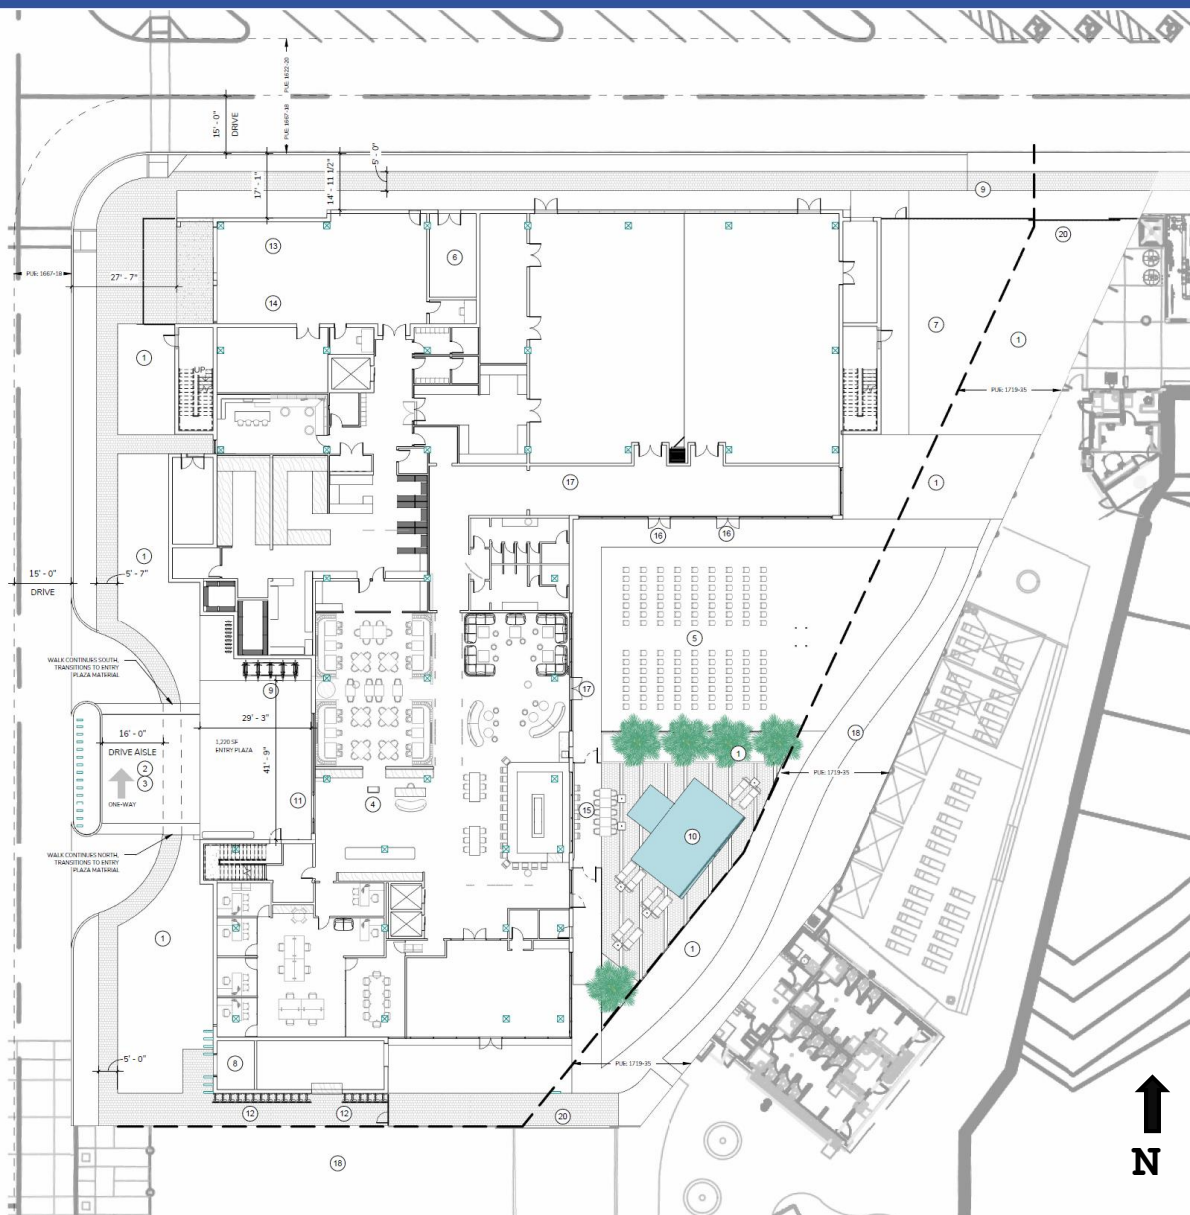 PUE: 1622-20
15' - 0"
DRIVE
PUE: 1667-18
5' - 0"
17' - 1"
14' - 11 1/2"
9
20
13
6
PUE: 1667-18
27' - 7"
14
7
1
1
UP
PUE: 1719-35
17
1
16
16
1
15' - 0"
DRIVE
5' - 7"
5
WALK CONTINUES SOUTH,
TRANSITIONS TO ENTRY
PLAZA MATERIAL
9
17
29' - 3"
16' - 0"
DRIVE AISLE
2
3
ONE-WAY
1,220 SF
ENTRY PLAZA
41' - 9"
18
1
PUE: 1719-35
4
11
15
10
WALK CONTINUES NORTH,
TRANSITIONS TO ENTRY
PLAZA MATERIAL
1
1
5' - 0"
8
PUE: 1719-35
12
12
20
18
N